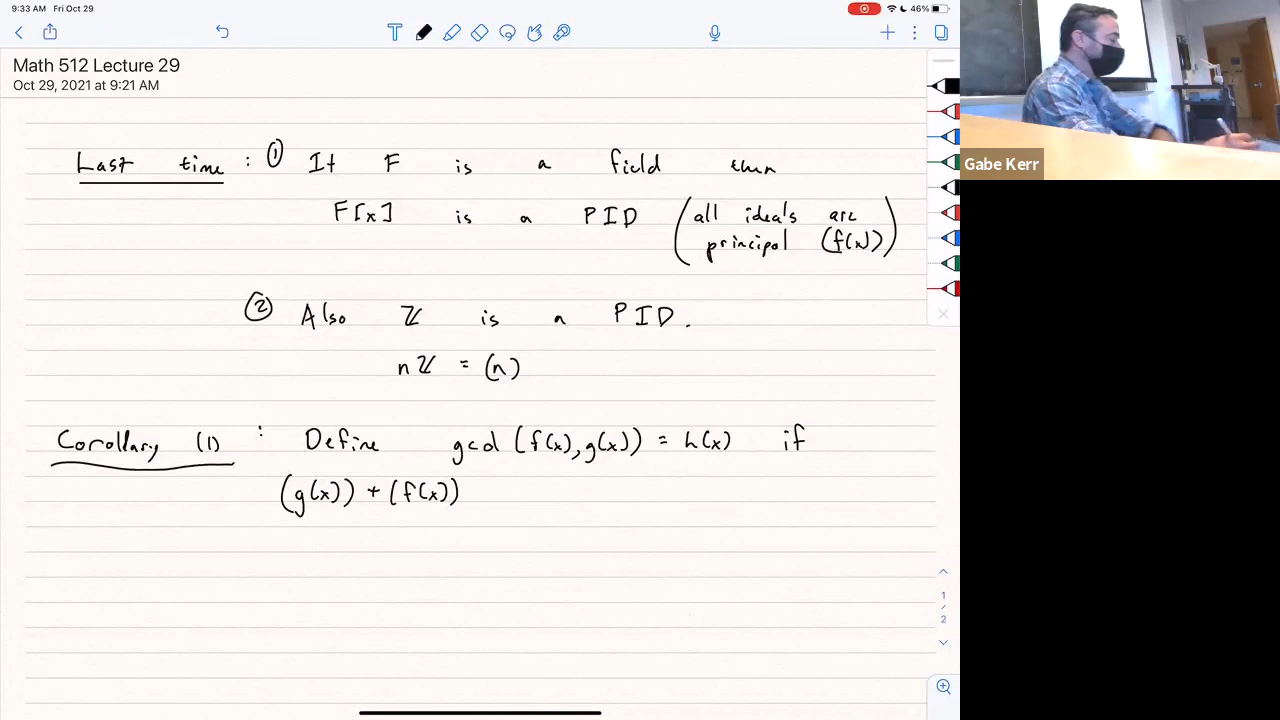 9:33 AM Fri Oct 29
46%
Math 512 Lecture 29
Oct 29, 2021 at 9:21 AM
Last time : ① If F is a field then
F[x] is a PID (all ideals are
principal (f(x)))
② Also ℤ is a PID.
nℤ = (n)
Corollary (1) : Define gcd (f(x), g(x)) = h(x) if
(g(x)) + (f(x))
1
/
2
Gabe Kerr